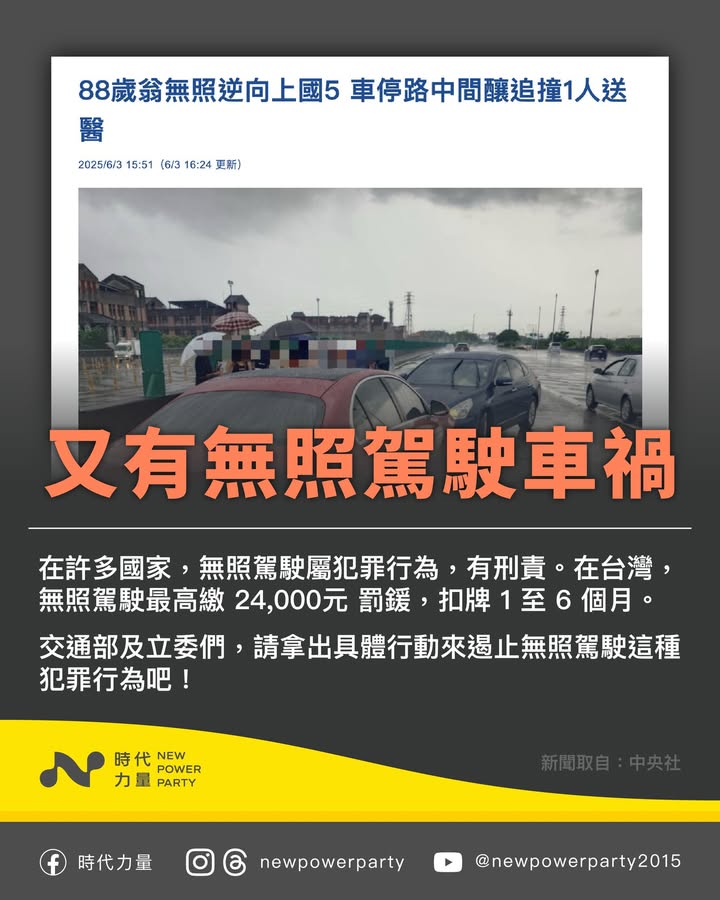 88歲翁無照逆向上國5 車停路中間釀追撞1人送
醫
2025/6/3 15:51（6/3 16:24 更新）
又有無照駕駛車禍
在許多國家，無照駕駛屬犯罪行為，有刑責。在台灣，
無照駕駛最高繳 24,000元 罰鍰，扣牌 1 至 6 個月。
交通部及立委們，請拿出具體行動來遏止無照駕駛這種
犯罪行為吧！
時代
力量
NEW
POWER
PARTY
新聞取自：中央社
時代力量
newpowerparty
@newpowerparty2015